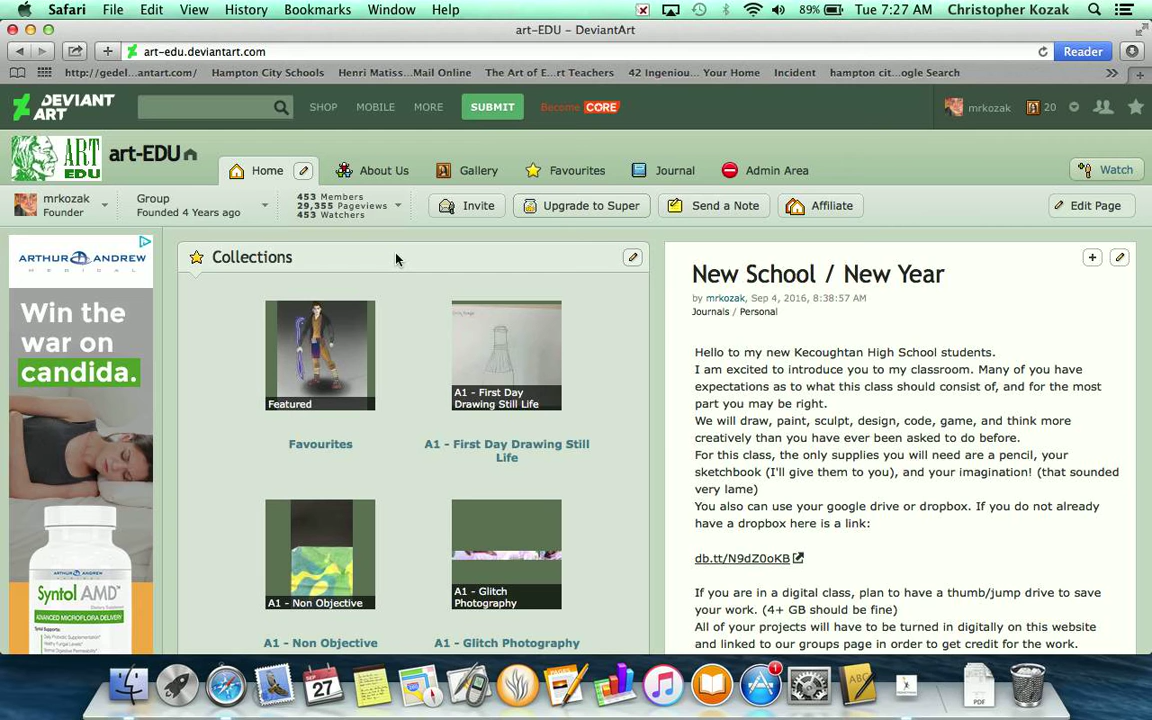 Safari File Edit View History Bookmarks Window Help 89% Tue 7:27 AM Christopher Kozak
art-EDU – DeviantArt
art-edu.deviantart.com Reader
http://gedel...antart.com/ Hampton City Schools Henri Matiss...Mail Online The Art of E...rt Teachers 42 Ingeniou... Your Home Incident hampton cit...ogle Search
DEVIANT
ART
SHOP MOBILE MORE SUBMIT Become CORE mrkozak 20
ART
EDU
art-EDU
Home About Us Gallery Favourites Journal Admin Area Watch
mrkozak
Founder
Group
Founded 4 Years ago
453 Members
29,355 Pageviews
453 Watchers
Invite Upgrade to Super Send a Note Affiliate Edit Page
ARTHUR ANDREW
MEDICAL
Win the
war on
candida.
ARTHUR ANDREW
Syntol AMD™
ADVANCED MICROFLORA DELIVERY
Collections
Featured
Favourites
A1 - First Day
Drawing Still Life
A1 - First Day Drawing Still
Life
A1 - Non Objective
A1 - Non Objective
A1 - Glitch
Photography
A1 - Glitch Photography
New School / New Year
by mrkozak, Sep 4, 2016, 8:38:57 AM
Journals / Personal
Hello to my new Kecoughtan High School students.
I am excited to introduce you to my classroom. Many of you have
expectations as to what this class should consist of, and for the most
part you may be right.
We will draw, paint, sculpt, design, code, game, and think more
creatively than you have ever been asked to do before.
For this class, the only supplies you will need are a pencil, your
sketchbook (I'll give them to you), and your imagination! (that sounded
very lame)
You also can use your google drive or dropbox. If you do not already
have a dropbox here is a link:
db.tt/N9dZ0oKB
If you are in a digital class, plan to have a thumb/jump drive to save
your work. (4+ GB should be fine)
All of your projects will have to be turned in digitally on this website
and linked to our groups page in order to get credit for the work.
SEP
27
1
PDF